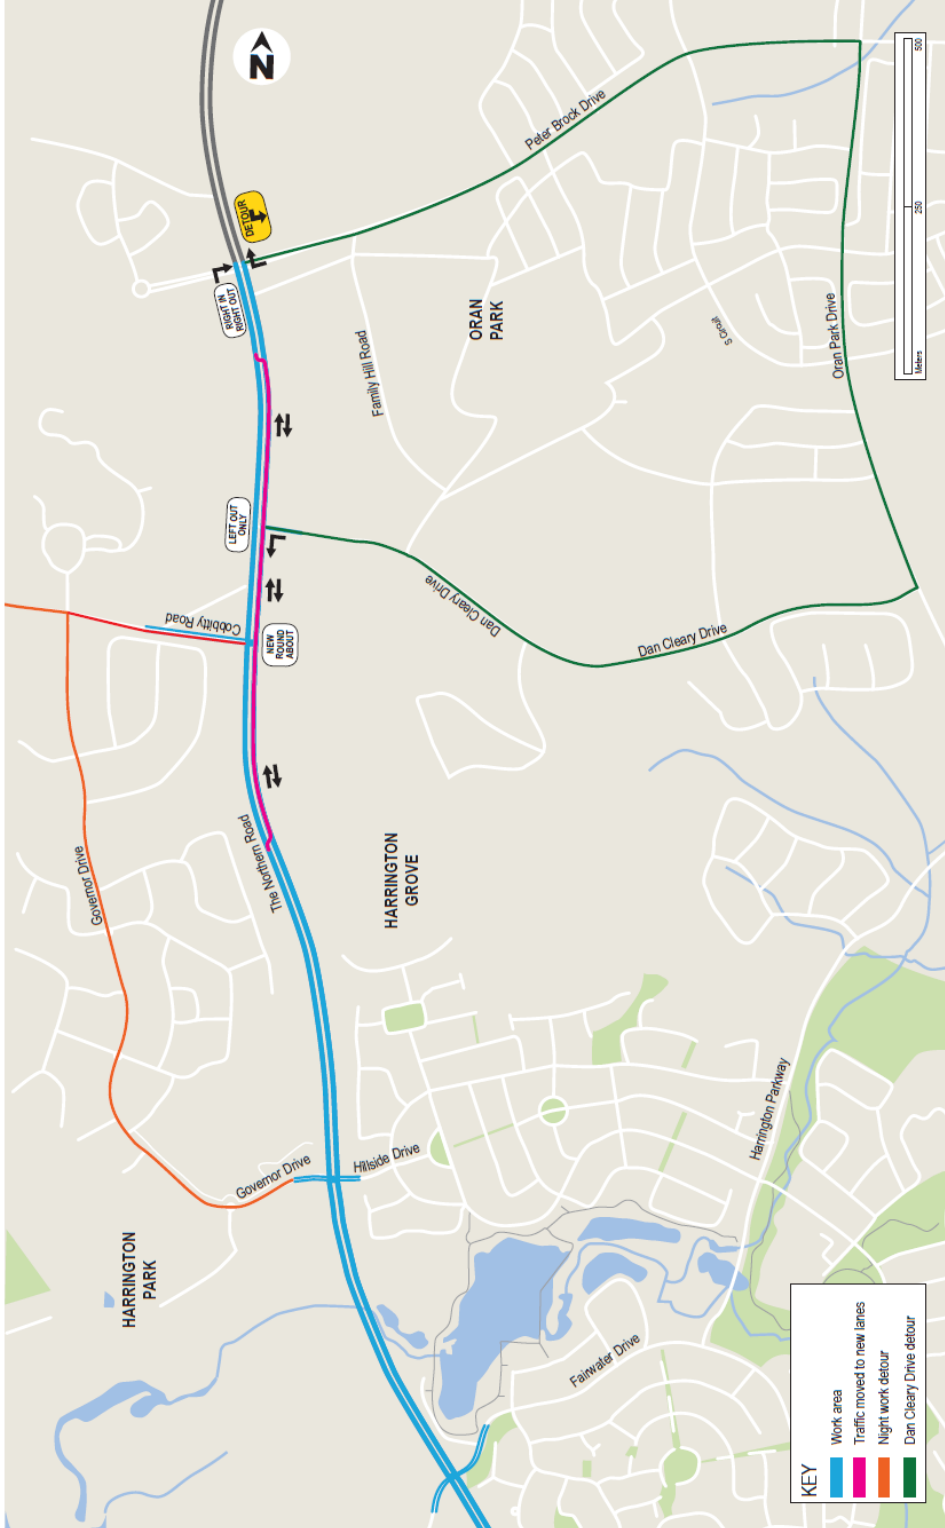 N
DETOUR
RIGHT IN
RIGHT OUT
Peter Brock Drive
500
250
Meters
ORAN
PARK
Family Hill Road
S Circuit
Oran Park Drive
LEFT OUT
ONLY
Cobbitty Road
NEW
ROUND
ABOUT
Dan Cleary Drive
Dan Cleary Drive
The Northern Road
Governor Drive
HARRINGTON
GROVE
Harrington Parkway
Governor Drive
Hillside Drive
HARRINGTON
PARK
Fairwater Drive
KEY
Work area
Traffic moved to new lanes
Night work detour
Dan Cleary Drive detour